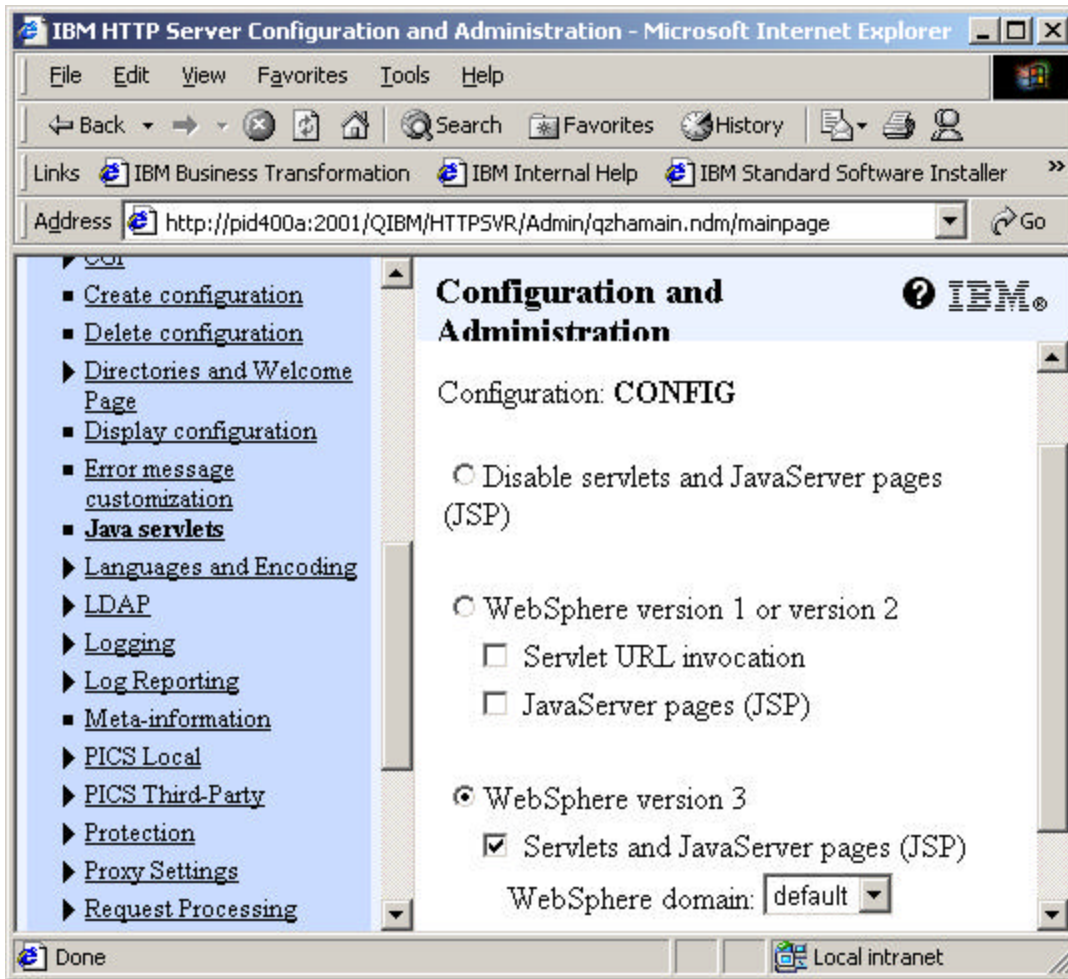 IBM HTTP Server Configuration and Administration - Microsoft Internet Explorer
File Edit View Favorites Tools Help
Back Search Favorites History
Links IBM Business Transformation IBM Internal Help IBM Standard Software Installer »
Address http://pid400a:2001/QIBM/HTTPSVR/Admin/qzhamain.ndm/mainpage Go
CGI
Create configuration
Delete configuration
Directories and Welcome
Page
Display configuration
Error message
customization
Java servlets
Languages and Encoding
LDAP
Logging
Log Reporting
Meta-information
PICS Local
PICS Third-Party
Protection
Proxy Settings
Request Processing
Configuration and
Administration
? IBM®
Configuration: CONFIG
Disable servlets and JavaServer pages
(JSP)
WebSphere version 1 or version 2
Servlet URL invocation
JavaServer pages (JSP)
WebSphere version 3
Servlets and JavaServer pages (JSP)
WebSphere domain: default
Done Local intranet